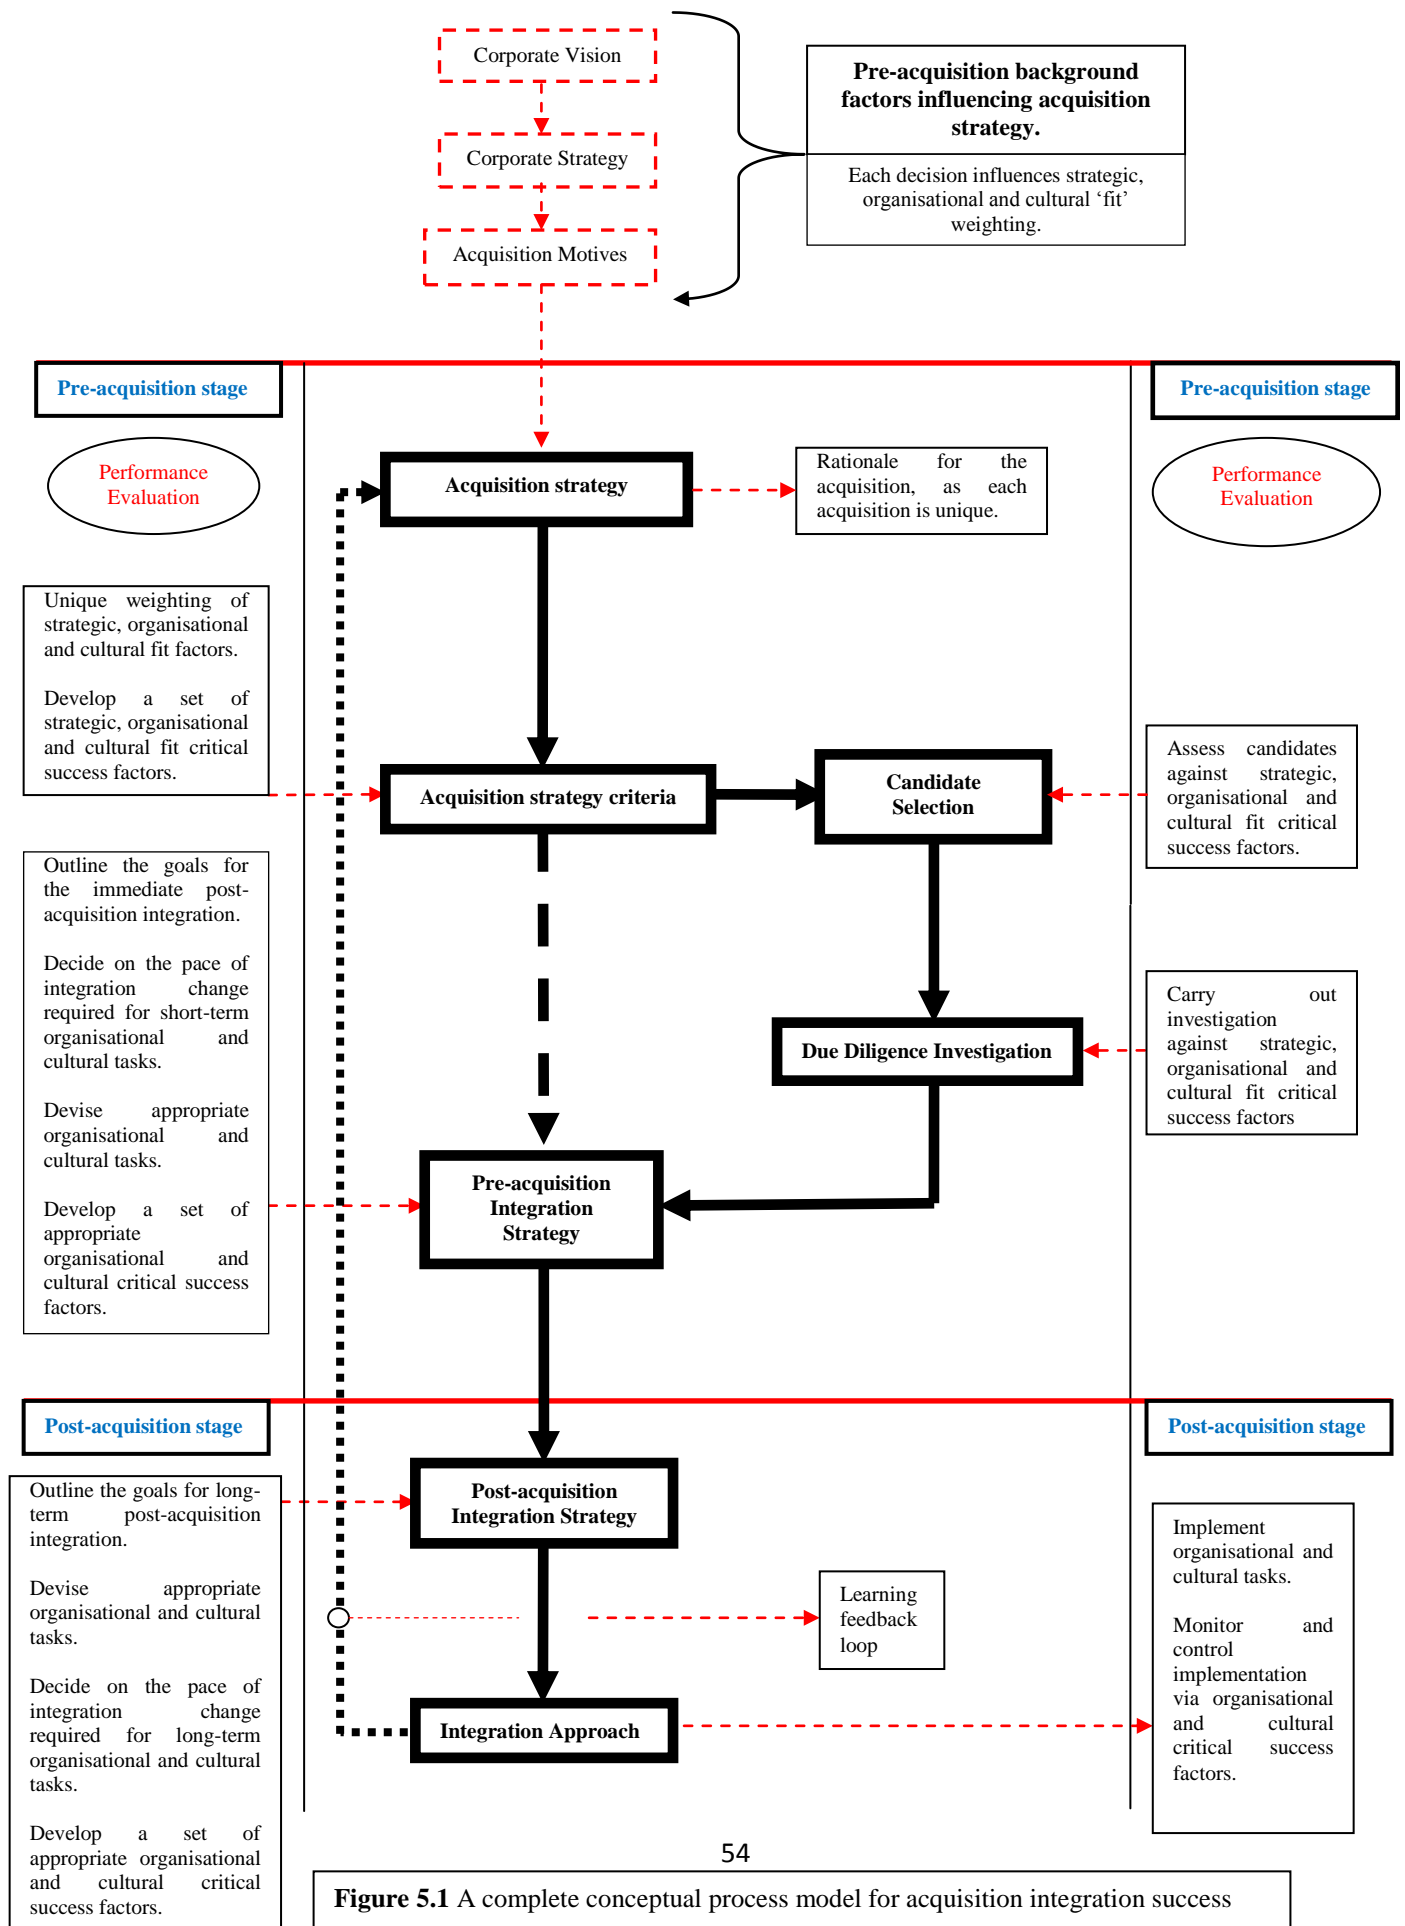 Corporate Vision
Corporate Strategy
Acquisition Motives
Pre-acquisition background
factors influencing acquisition
strategy.
Each decision influences strategic,
organisational and cultural ‘fit’
weighting.
Pre-acquisition stage
Pre-acquisition stage
Performance
Evaluation
Performance
Evaluation
Acquisition strategy
Rationale for the
acquisition, as each
acquisition is unique.
Unique weighting of
strategic, organisational
and cultural fit factors.
Develop a set of
strategic, organisational
and cultural fit critical
success factors.
Acquisition strategy criteria
Candidate
Selection
Assess candidates
against strategic,
organisational and
cultural fit critical
success factors.
Outline the goals for
the immediate post-
acquisition integration.
Decide on the pace of
integration change
required for short-term
organisational and
cultural tasks.
Devise appropriate
organisational and
cultural tasks.
Develop a set of
appropriate
organisational and
cultural critical success
factors.
Due Diligence Investigation
Carry out
investigation
against strategic,
organisational and
cultural fit critical
success factors
Pre-acquisition
Integration
Strategy
Post-acquisition stage
Post-acquisition stage
Outline the goals for long-
term post-acquisition
integration.
Devise appropriate
organisational and cultural
tasks.
Decide on the pace of
integration change
required for long-term
organisational and cultural
tasks.
Develop a set of
appropriate organisational
and cultural critical
success factors.
Post-acquisition
Integration Strategy
Learning
feedback
loop
Integration Approach
Implement
organisational and
cultural tasks.
Monitor and
control
implementation
via organisational
and cultural
critical success
factors.
54
Figure 5.1 A complete conceptual process model for acquisition integration success